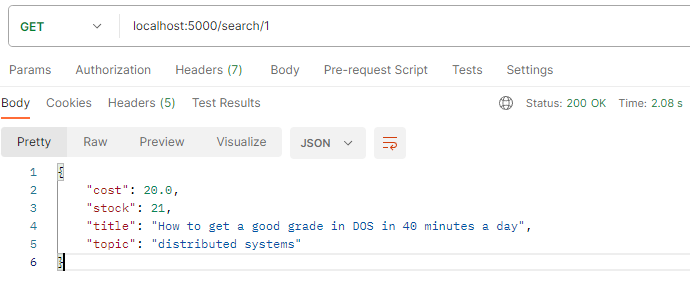 GET localhost:5000/search/1
Params Authorization Headers (7) Body Pre-request Script Tests Settings
Body Cookies Headers (5) Test Results Status: 200 OK Time: 2.08 s
Pretty Raw Preview Visualize JSON
1 {
2 "cost": 20.0,
3 "stock": 21,
4 "title": "How to get a good grade in DOS in 40 minutes a day",
5 "topic": "distributed systems"
6 }